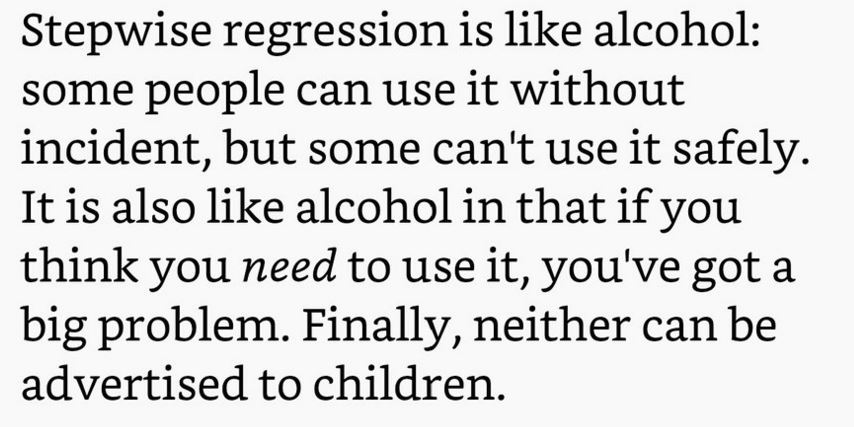 Stepwise regression is like alcohol:
some people can use it without
incident, but some can't use it safely.
It is also like alcohol in that if you
think you need to use it, you've got a
big problem. Finally, neither can be
advertised to children.